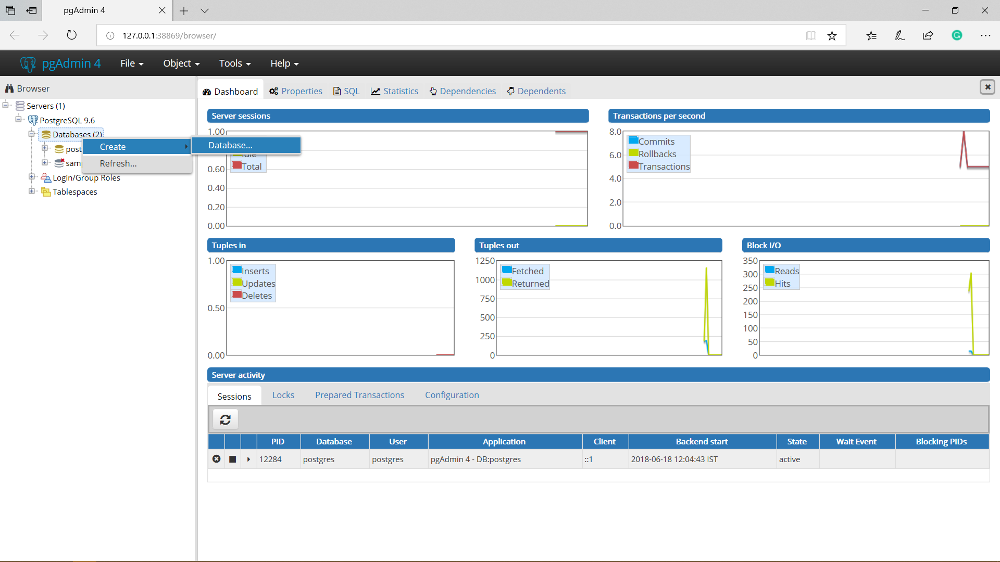 pgAdmin 4
127.0.0.1:38869/browser/
pgAdmin 4 File Object Tools Help
Browser
Servers (1)
PostgreSQL 9.6
Databases (2)
Create
Database...
Refresh...
Login/Group Roles
Tablespaces
Dashboard Properties SQL Statistics Dependencies Dependents
Server sessions
1.00
0.60
0.40
0.20
0.00
Idle
Total
Transactions per second
8.0
6.0
4.0
2.0
0.0
Commits
Rollbacks
Transactions
Tuples in
1.00
0.50
0.00
Inserts
Updates
Deletes
Tuples out
1250
1000
750
500
250
0
Fetched
Returned
Block I/O
350
300
250
200
150
100
50
0
Reads
Hits
Server activity
Sessions Locks Prepared Transactions Configuration
PID Database User Application Client Backend start State Wait Event Blocking PIDs
12284 postgres postgres pgAdmin 4 - DB:postgres ::1 2018-06-18 12:04:43 IST active